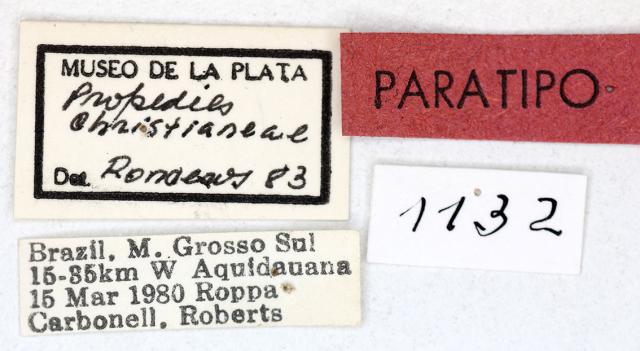 MUSEO DE LA PLATA
Propedies
Christianeae
Det. Ronderos 83
PARATIPO
1132
Brazil, M. Grosso Sul
15-35km W Aquidauana
15 Mar 1980 Roppa
Carbonell, Roberts